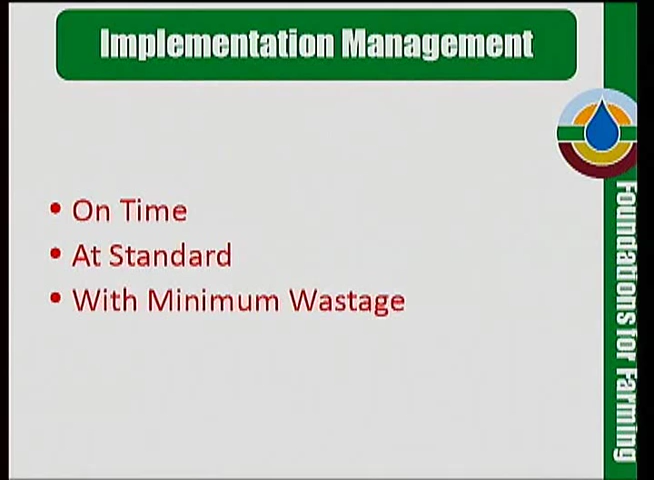 Implementation Management
• On Time
• At Standard
• With Minimum Wastage
Foundations for Farming